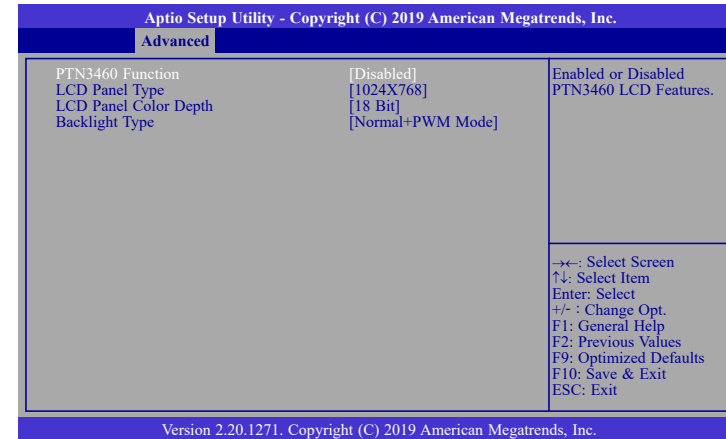 Aptio Setup Utility - Copyright (C) 2019 American Megatrends, Inc.
Advanced
PTN3460 Function [Disabled]
LCD Panel Type [1024X768]
LCD Panel Color Depth [18 Bit]
Backlight Type [Normal+PWM Mode]
Enabled or Disabled
PTN3460 LCD Features.
→←: Select Screen
↑↓: Select Item
Enter: Select
+/- : Change Opt.
F1: General Help
F2: Previous Values
F9: Optimized Defaults
F10: Save & Exit
ESC: Exit
Version 2.20.1271. Copyright (C) 2019 American Megatrends, Inc.